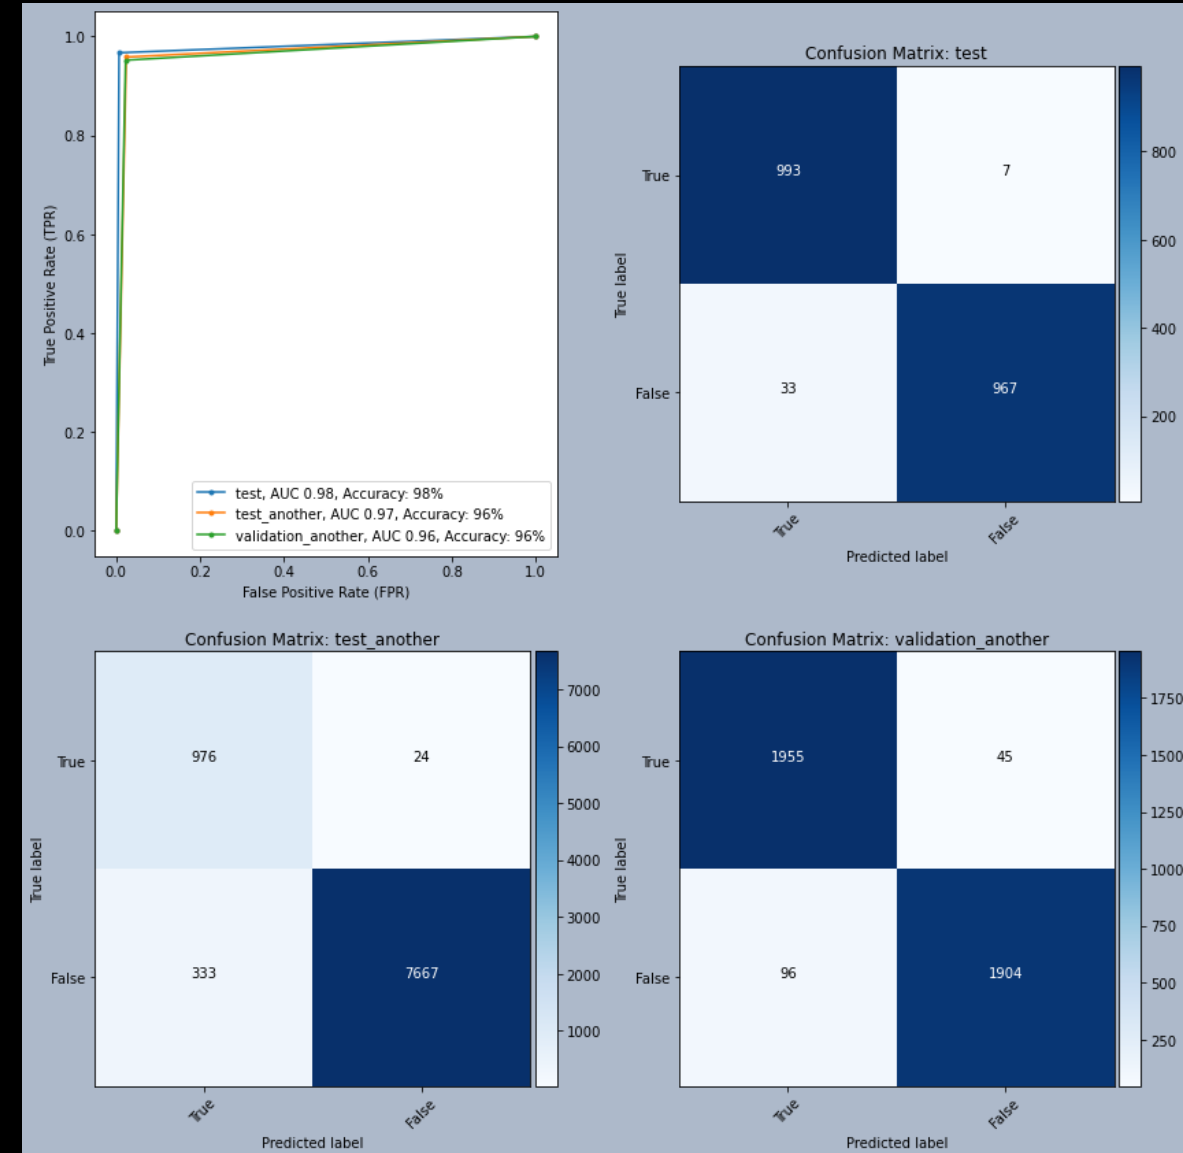 1.0
0.8
0.6
0.4
0.2
0.0
True Positive Rate (TPR)
test, AUC 0.98, Accuracy: 98%
test_another, AUC 0.97, Accuracy: 96%
validation_another, AUC 0.96, Accuracy: 96%
0.0 0.2 0.4 0.6 0.8 1.0
False Positive Rate (FPR)
Confusion Matrix: test
True label
True 993 7
False 33 967
True False
Predicted label
800
600
400
200
Confusion Matrix: test_another
True label
True 976 24
False 333 7667
True False
Predicted label
7000
6000
5000
4000
3000
2000
1000
Confusion Matrix: validation_another
True label
True 1955 45
False 96 1904
True False
Predicted label
1750
1500
1250
1000
750
500
250